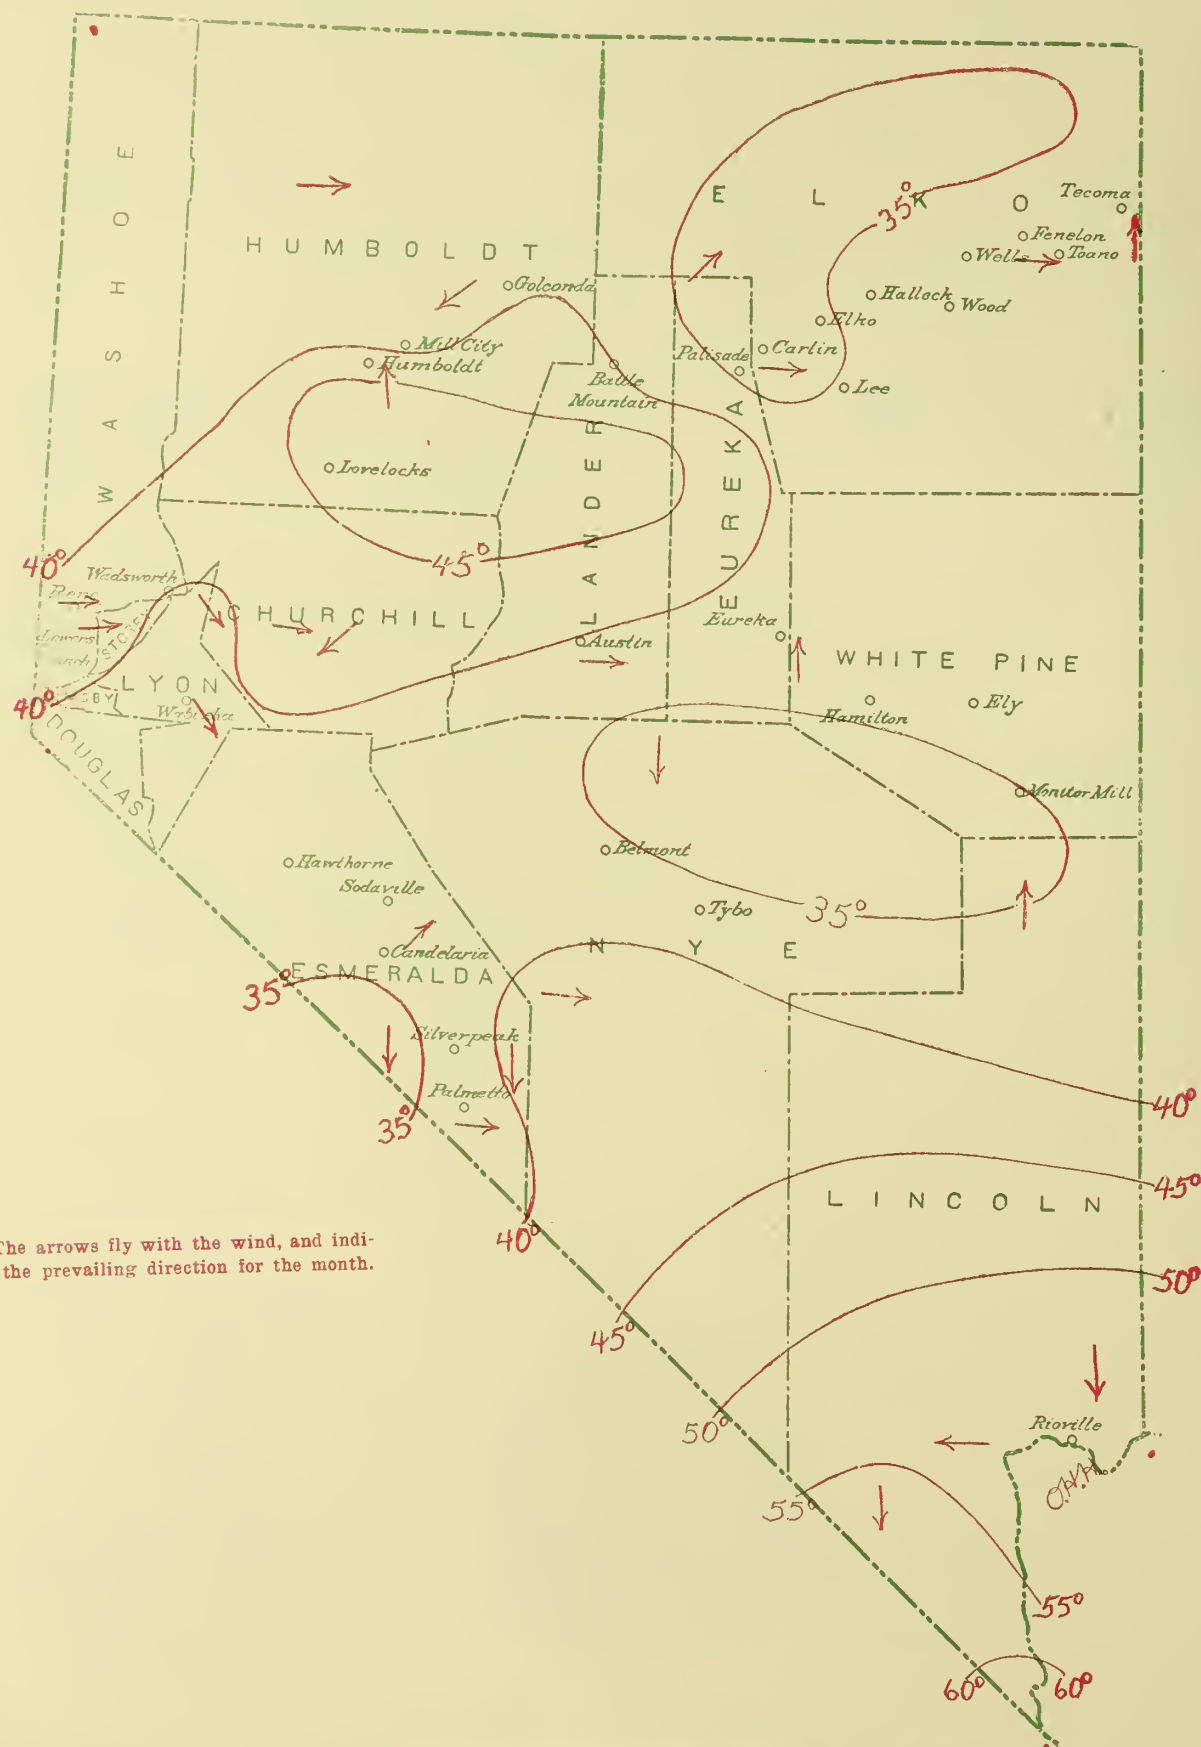 WASHOE
HUMBOLDT
ELKO
35°
Tecoma
Fenelon
Wells
Toano
Golconda
Hallock
Wood
Elko
Mill City
Humboldt
Palisade
Carlin
Battle
Mountain
Lee
Lovelocks
LANDER
EUREKA
45°
40°
Wadsworth
Reno
STOREY
CHURCHILL
Eureka
Austin
WHITE PINE
LYON
40°
Hamilton
Ely
DOUGLAS
Monitor Mill
Belmont
Hawthorne
Sodaville
Tybo
35°
NYE
Candelaria
ESMERALDA
35°
Silverpeak
Palmetto
35°
40°
45°
LINCOLN
40°
The arrows fly with the wind, and indi-
the prevailing direction for the month.
50°
45°
50°
Rioville
55°
O.H.H.
55°
60°
60°